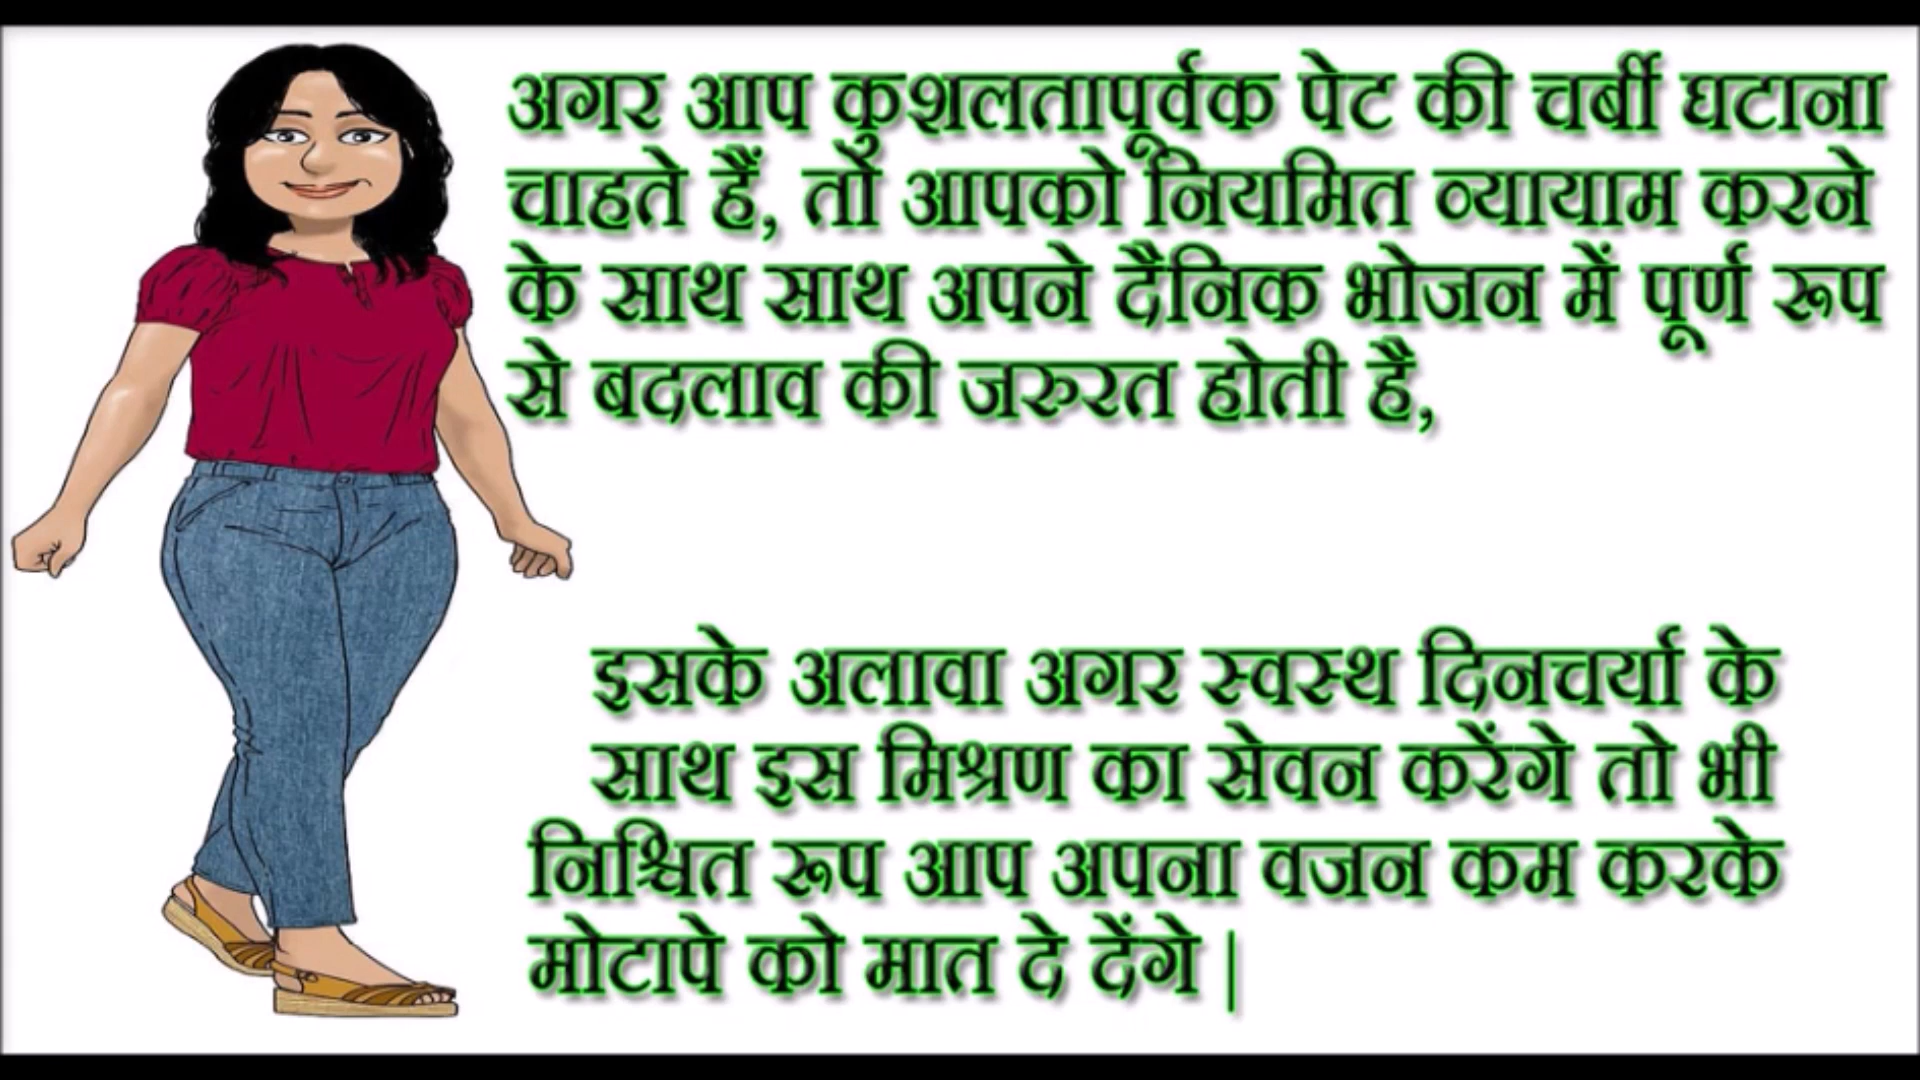 अगर आप कुशलतापूर्वक पेट की चर्बी घटाना
चाहते हैं, तो आपको नियमित व्यायाम करने
के साथ साथ अपने दैनिक भोजन में पूर्ण रूप
से बदलाव की जरुरत होती है,
इसके अलावा अगर स्वस्थ दिनचर्या के
साथ इस मिश्रण का सेवन करेंगे तो भी
निश्चित रूप आप अपना वजन कम करके
मोटापे को मात दे देंगे |